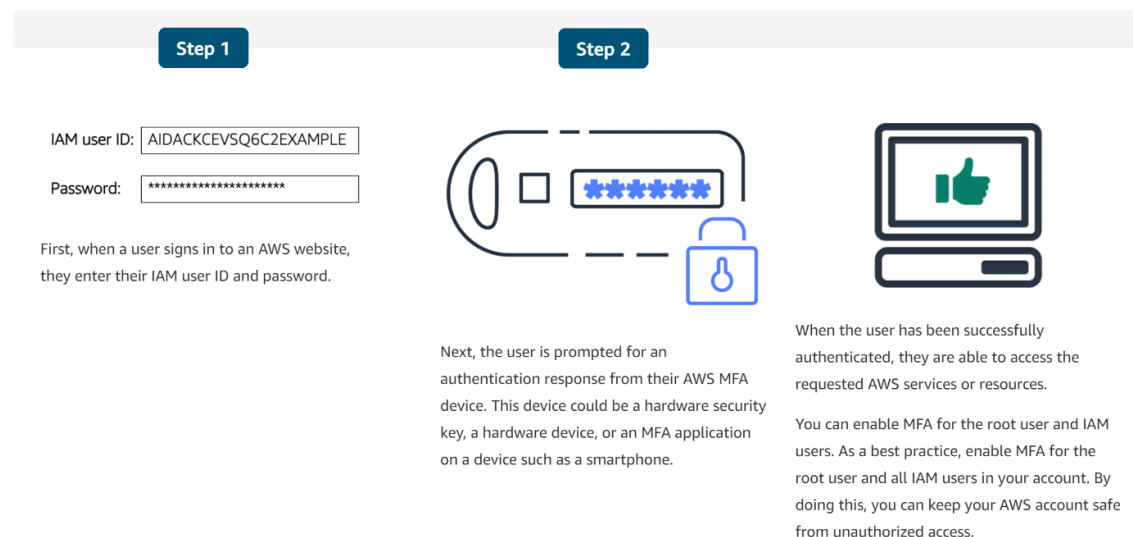 Step 1
IAM user ID: AIDACKCEVSQ6C2EXAMPLE
Password: **********************
First, when a user signs in to an AWS website,
they enter their IAM user ID and password.
Step 2
******
Next, the user is prompted for an
authentication response from their AWS MFA
device. This device could be a hardware security
key, a hardware device, or an MFA application
on a device such as a smartphone.
When the user has been successfully
authenticated, they are able to access the
requested AWS services or resources.
You can enable MFA for the root user and IAM
users. As a best practice, enable MFA for the
root user and all IAM users in your account. By
doing this, you can keep your AWS account safe
from unauthorized access.